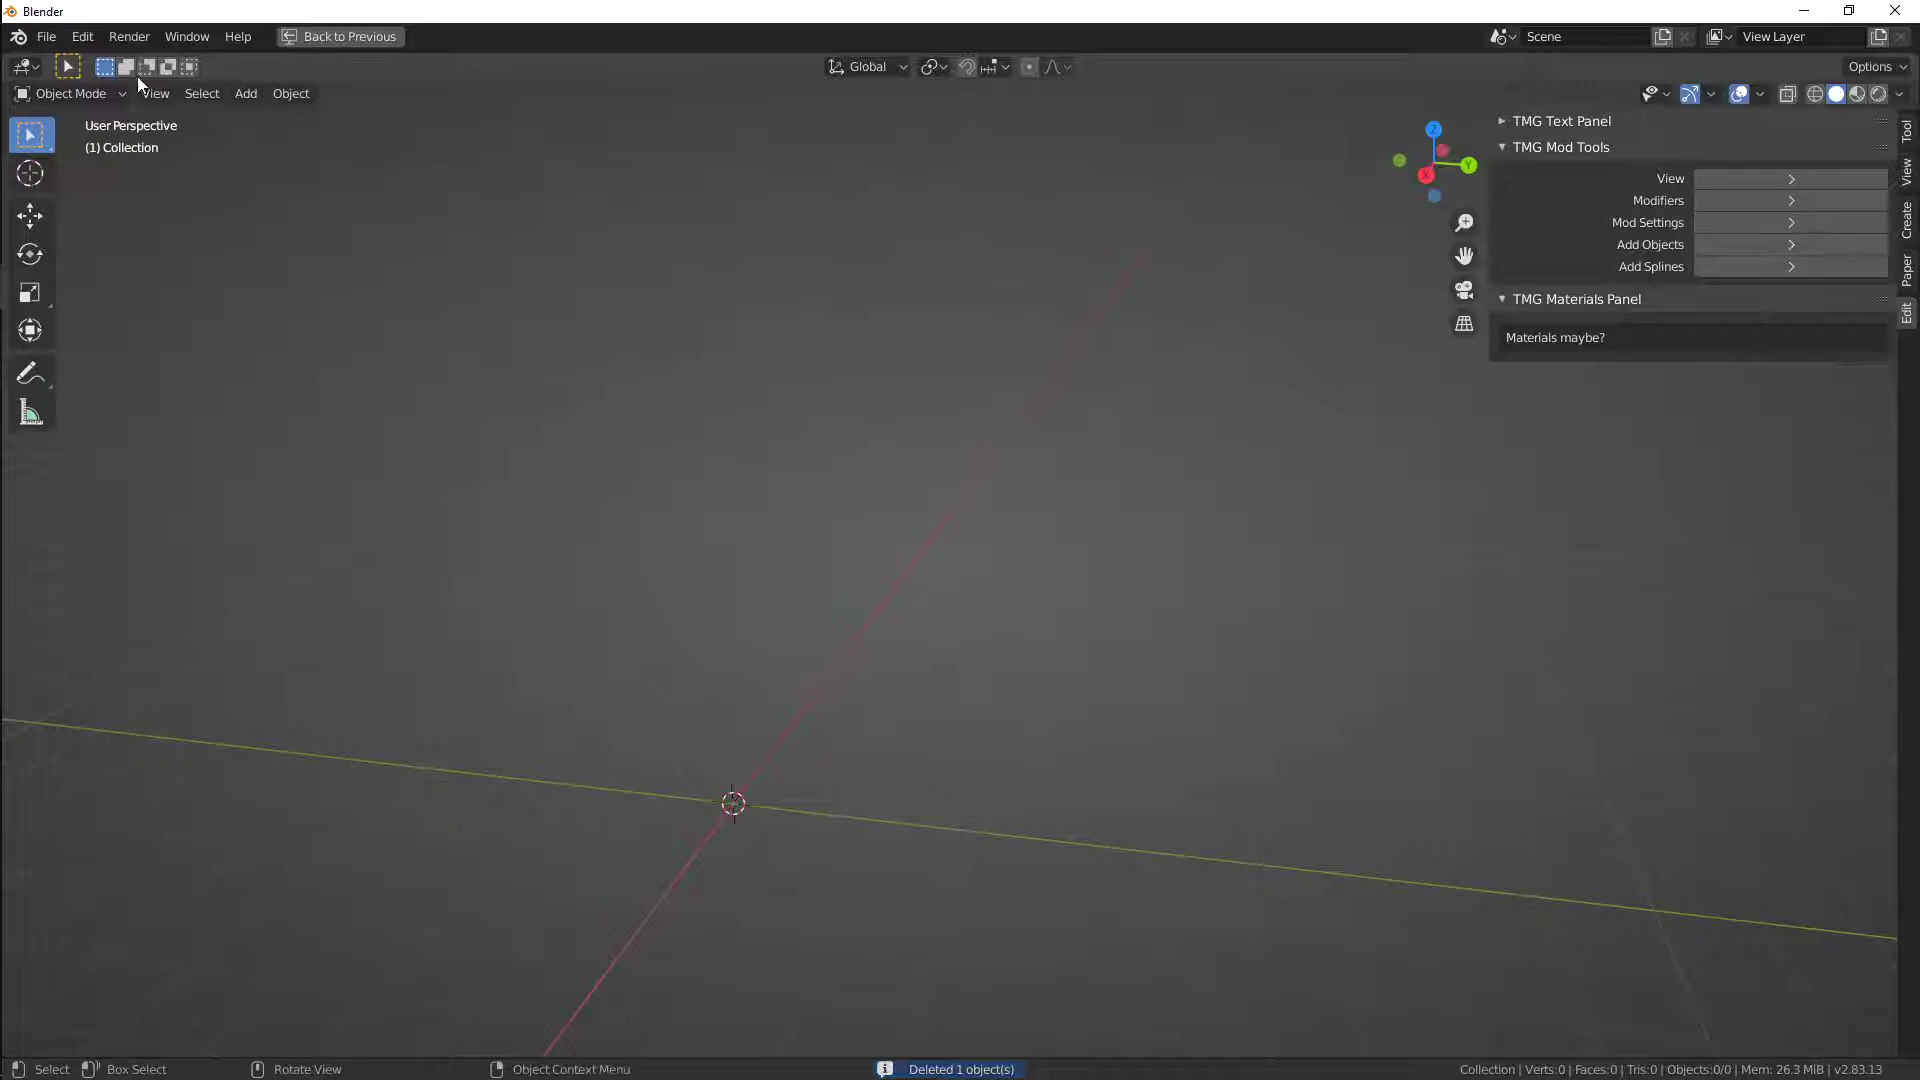 Blender
File Edit Render Window Help Back to Previous Scene View Layer
Global Options
Object Mode View Select Add Object
User Perspective
(1) Collection
Z
Y
X
TMG Text Panel
TMG Mod Tools
View
Modifiers
Mod Settings
Add Objects
Add Splines
TMG Materials Panel
Materials maybe?
Tool
View
Create
Paper
Edit
Select Box Select Rotate View Object Context Menu Deleted 1 object(s) Collection | Verts:0 | Faces:0 | Tris:0 | Objects:0/0 | Mem: 26.3 MiB | v2.83.13